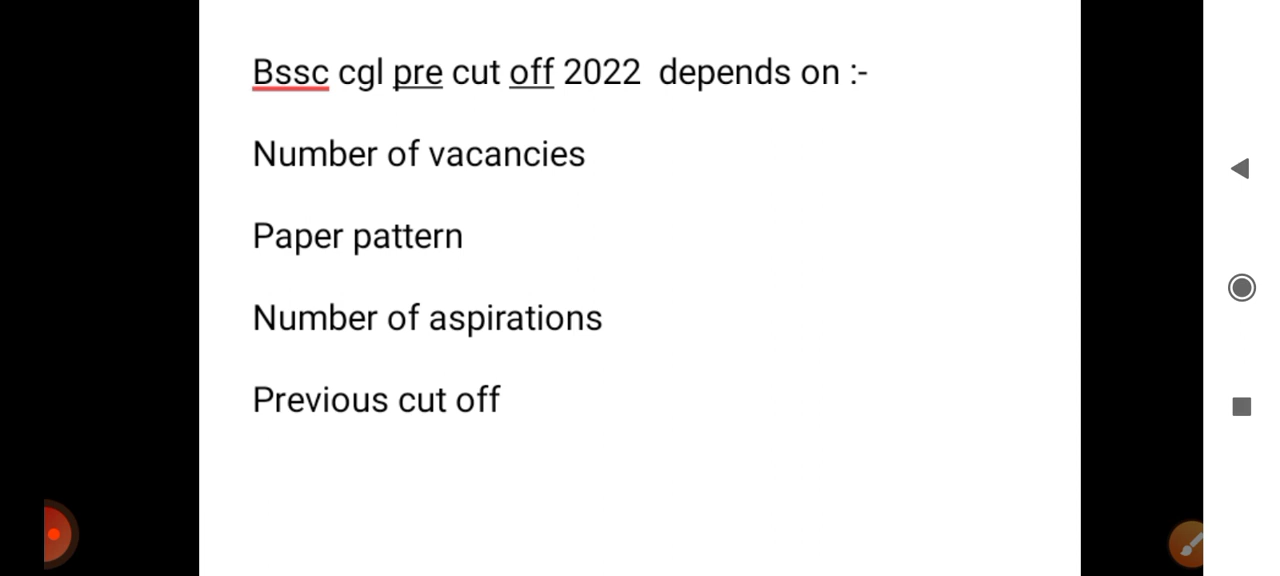 Bssc cgl pre cut off 2022 depends on :-
Number of vacancies
Paper pattern
Number of aspirations
Previous cut off